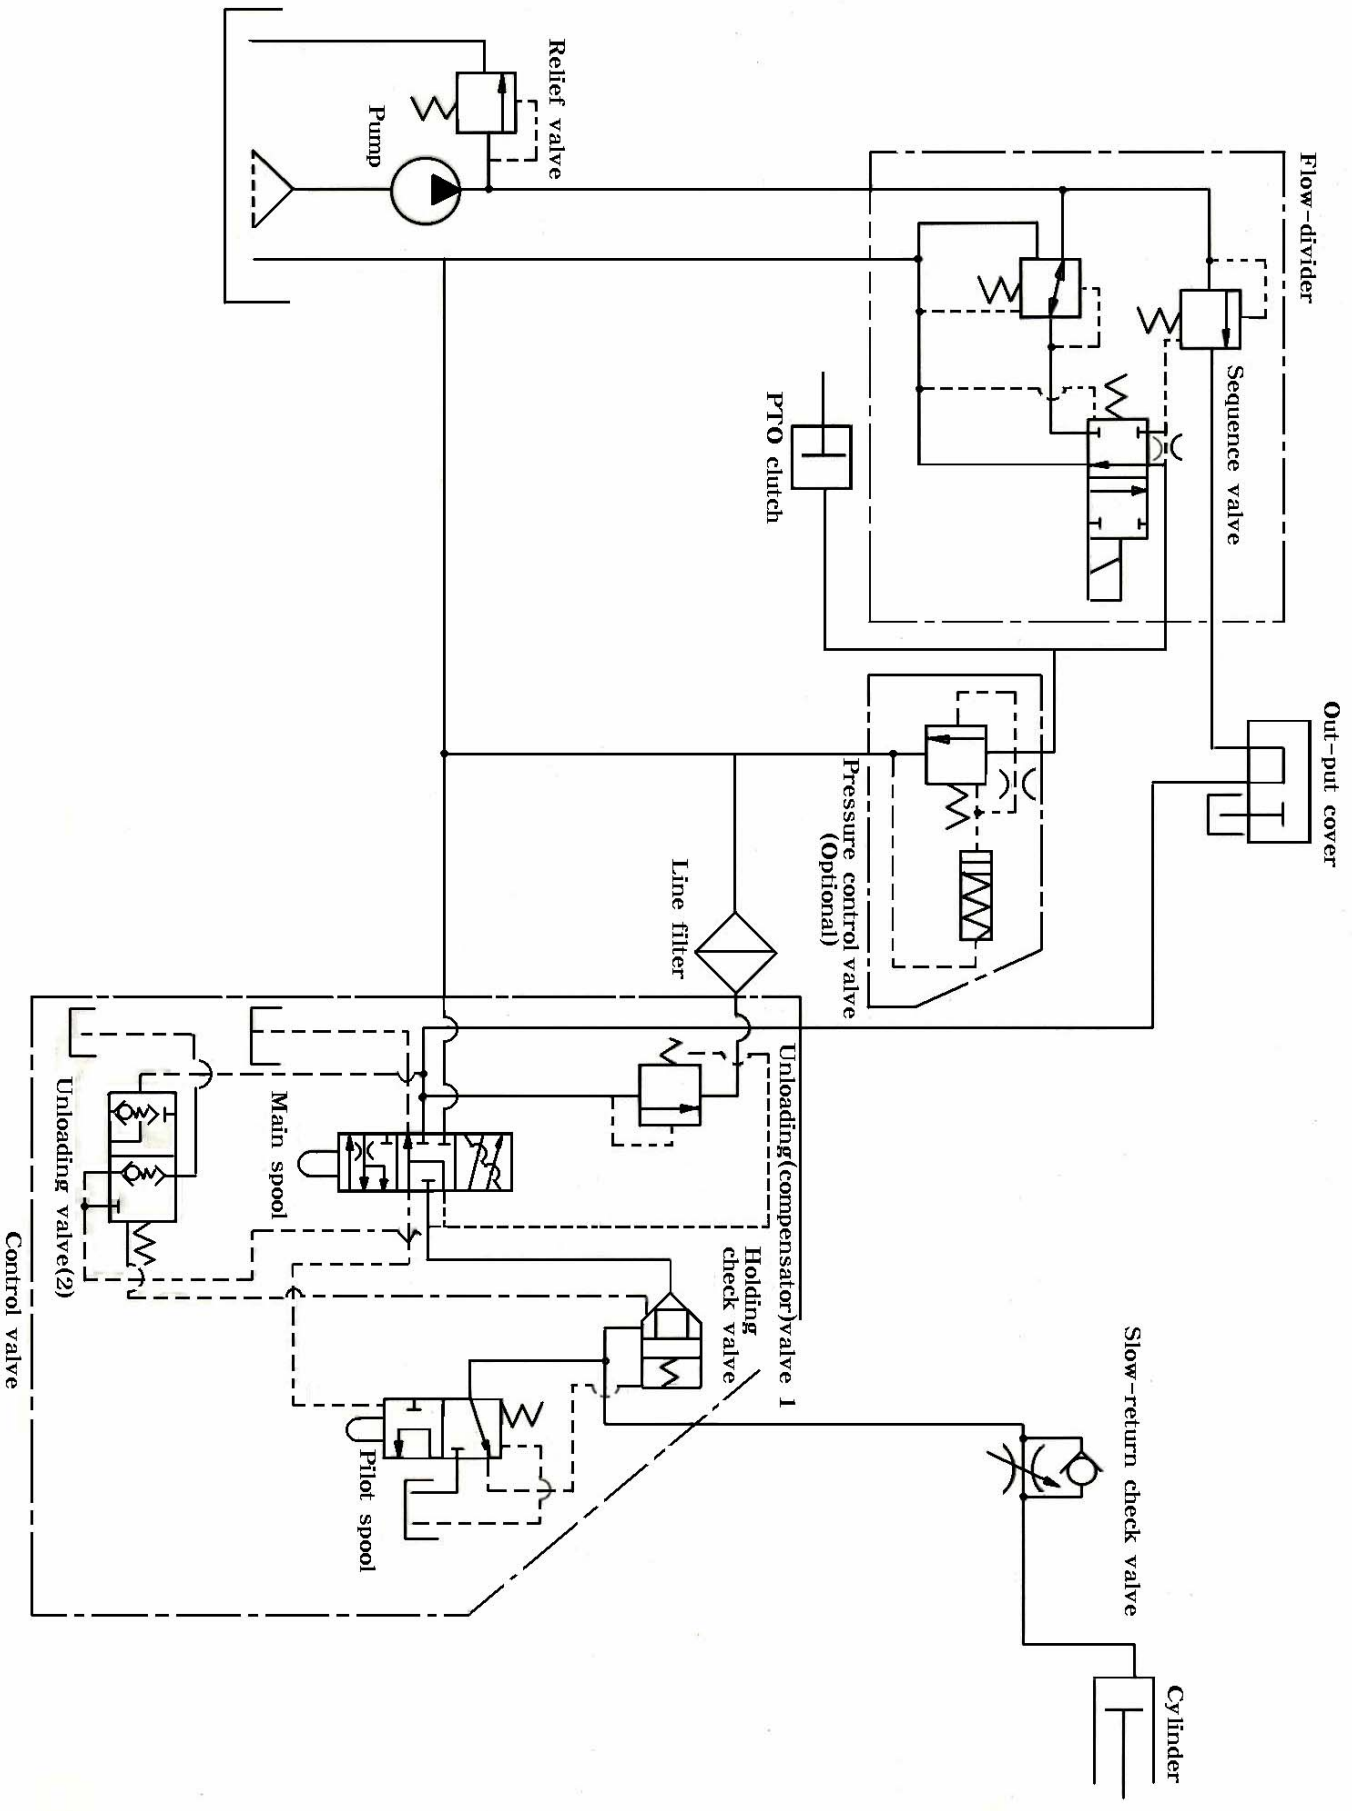 Relief valve
Pump
Flow-divider
Sequence valve
PTO clutch
Out-put cover
Pressure control valve
(Optional)
Line filter
Unloading(compensator)valve 1
Main spool
Unloading valve(2)
Holding
check valve
Control valve
Pilot spool
Slow-return check valve
Cylinder